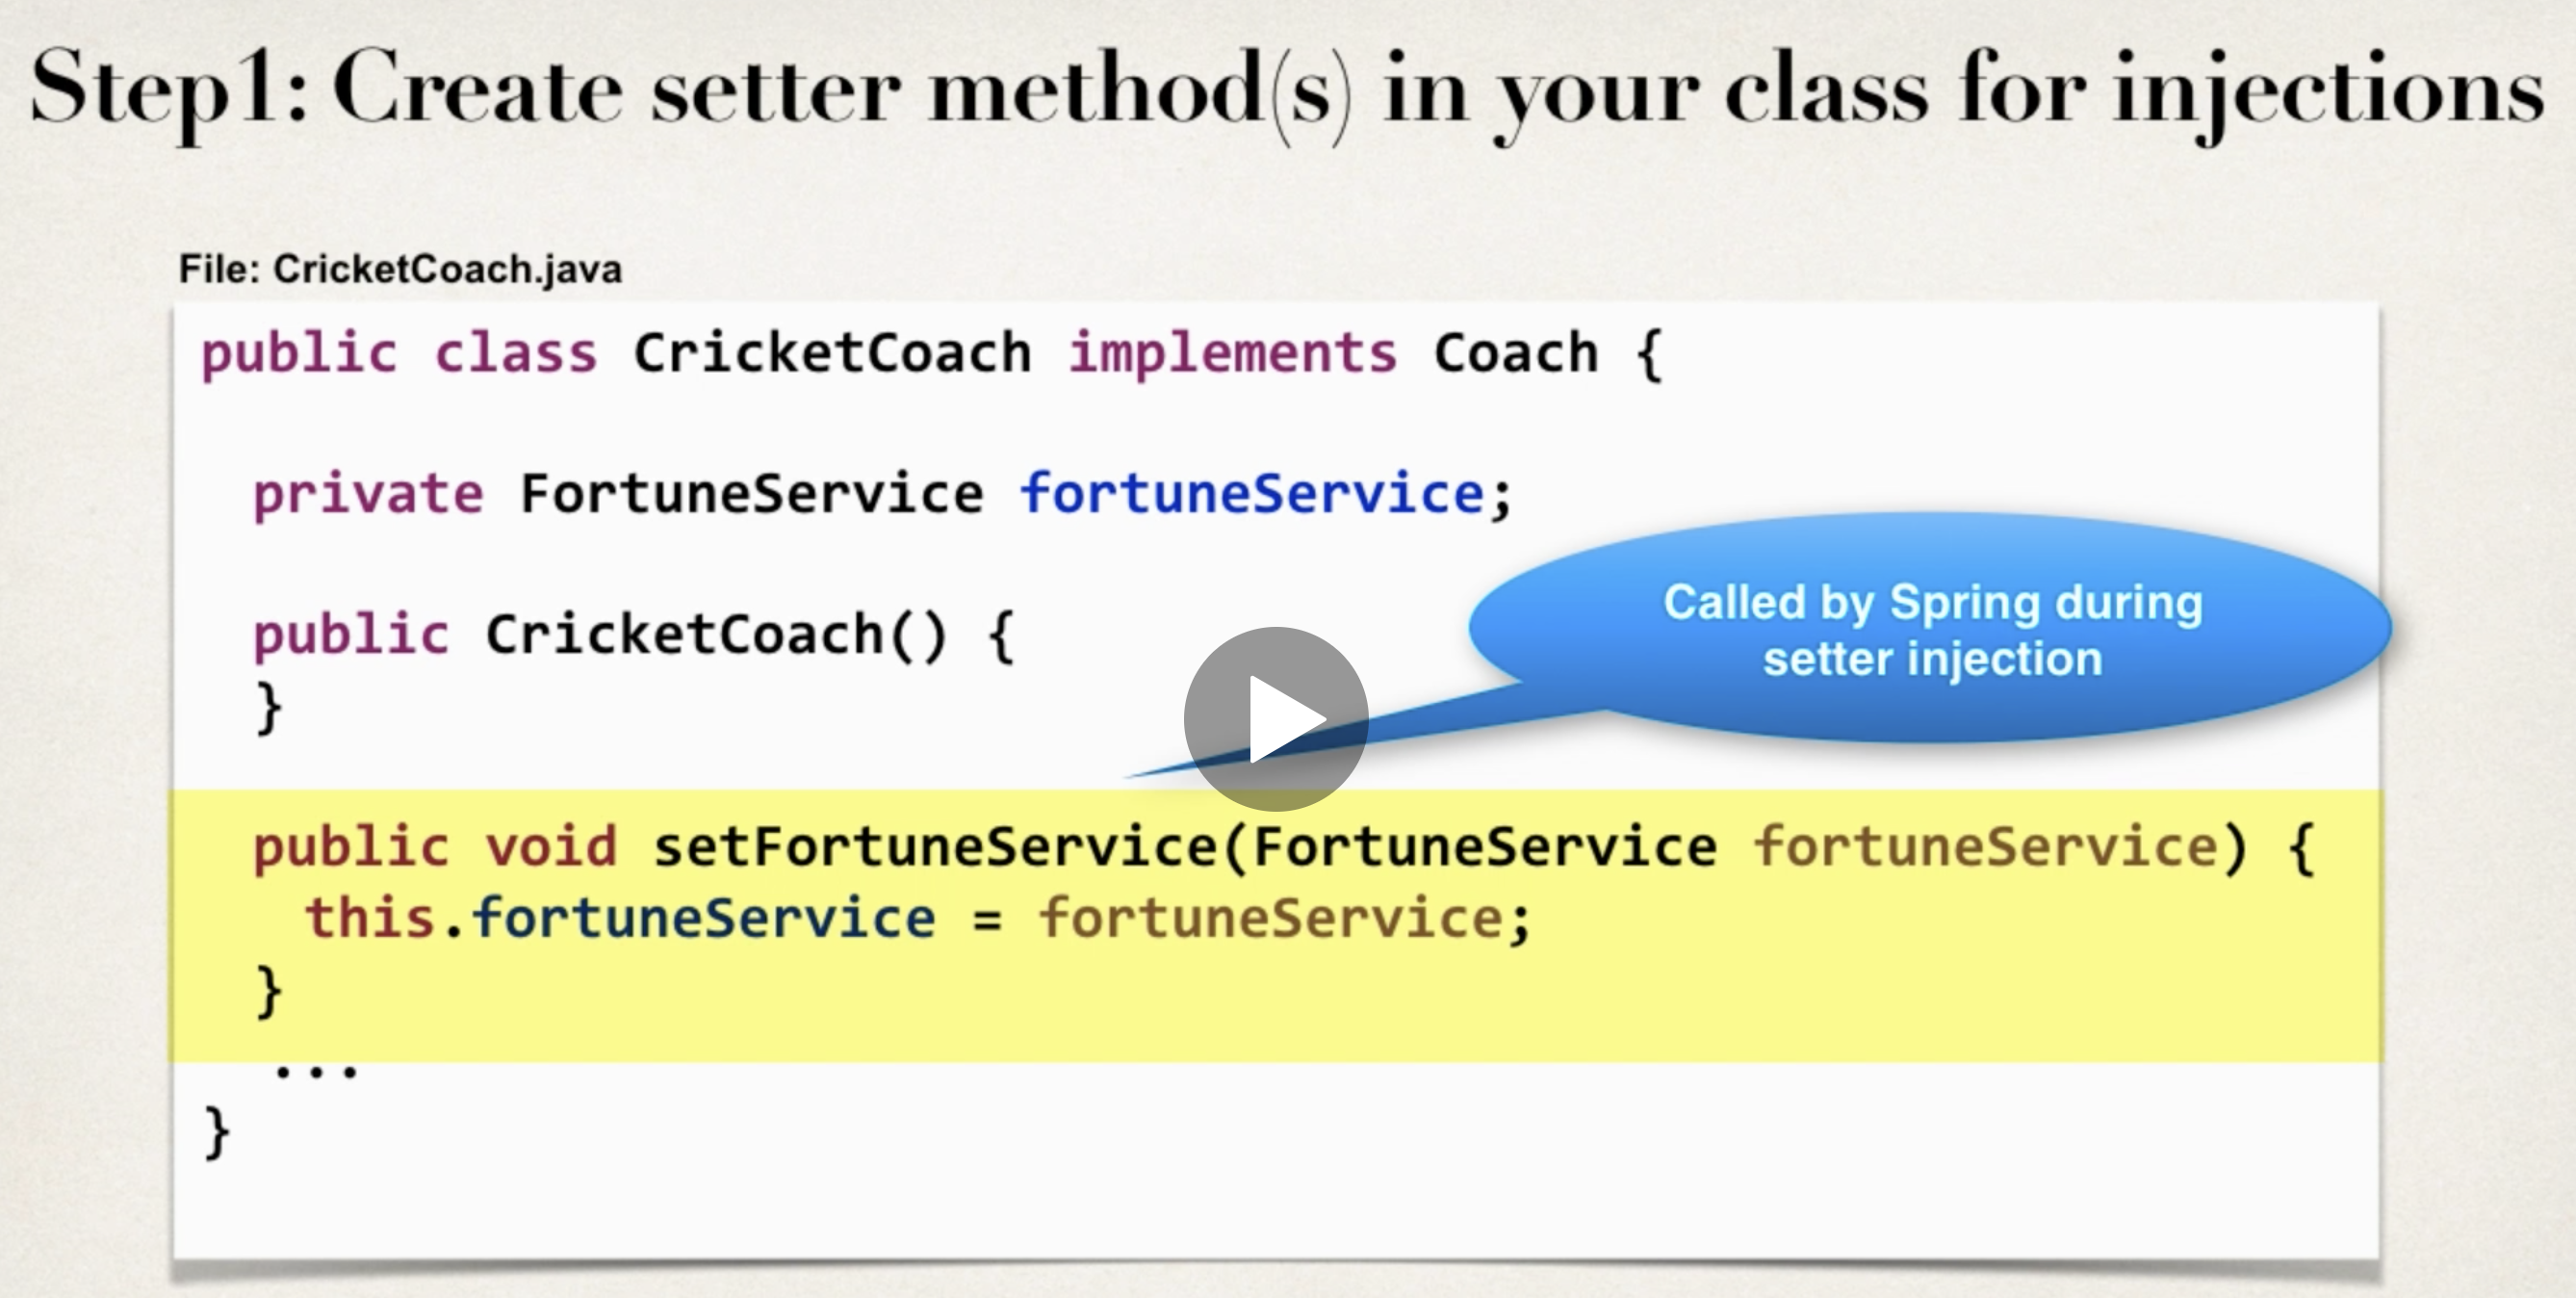 Step1: Create setter method(s) in your class for injections
File: CricketCoach.java
public class CricketCoach implements Coach {
private FortuneService fortuneService;
public CricketCoach() {
}
Called by Spring during
setter injection
public void setFortuneService(FortuneService fortuneService) {
this.fortuneService = fortuneService;
}
...
}